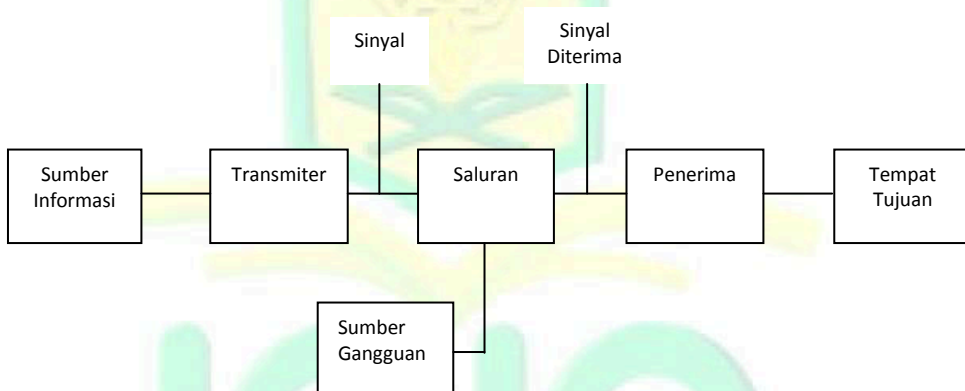 Sinyal
Sinyal
Diterima
Sumber
Informasi
Transmiter
Saluran
Penerima
Tempat
Tujuan
Sumber
Gangguan